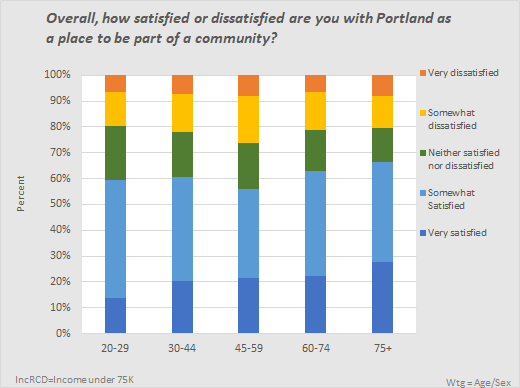 Overall, how satisfied or dissatisfied are you with Portland as
a place to be part of a community?
100%
90%
80%
70%
60%
50%
40%
30%
20%
10%
0%
Percent
20-29
30-44
45-59
60-74
75+
Very dissatisfied
Somewhat
dissatisfied
Neither satisfied
nor dissatisfied
Somewhat
Satisfied
Very satisfied
IncRCD=Income under 75K
Wtg = Age/Sex